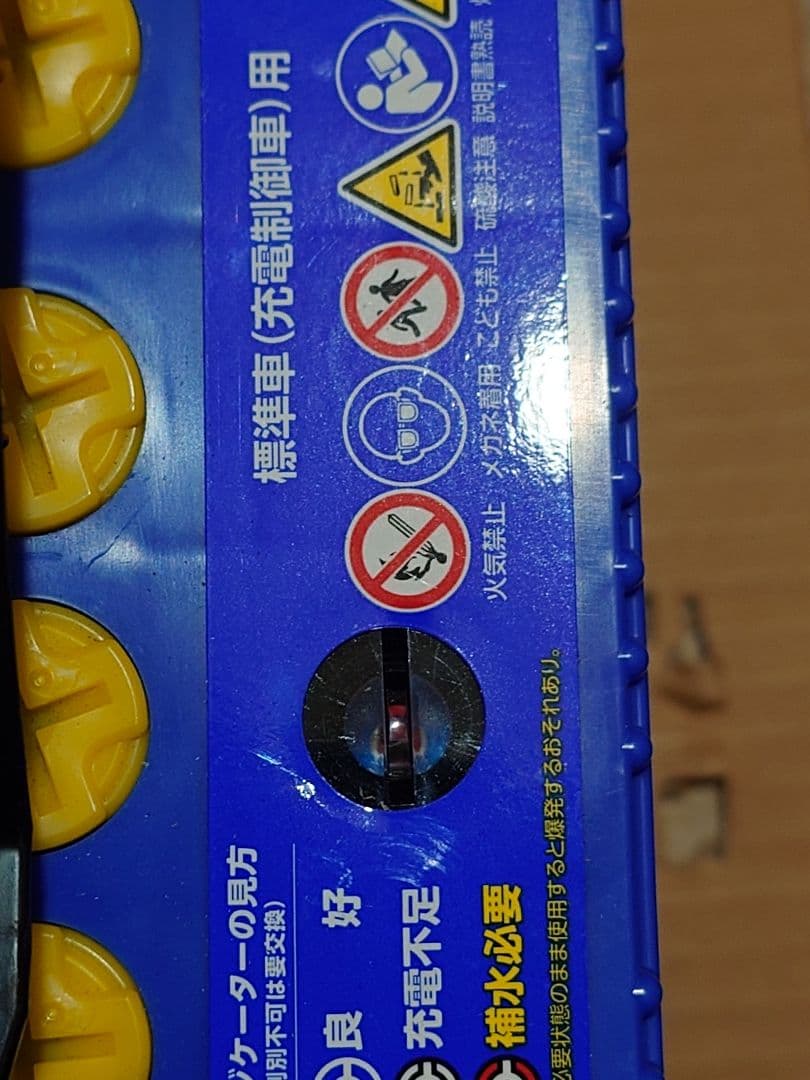 標準車（充電制御車）用
火気禁止 メガネ着用 こども禁止 硫酸注意 説明書熟読
ジケーターの見方
判別不可は要交換）
良 好
充電不足
補水必要
必要状態のまま使用すると爆発するおそれあり。